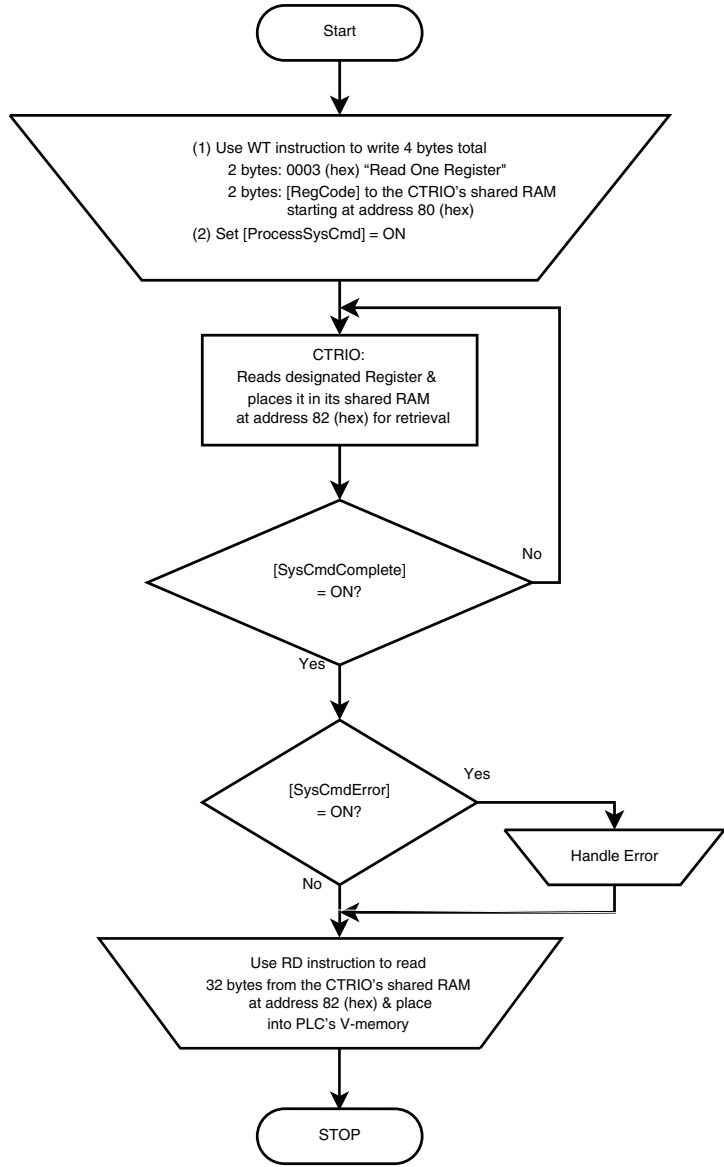 Start
(1) Use WT instruction to write 4 bytes total
2 bytes: 0003 (hex) “Read One Register"
2 bytes: [RegCode] to the CTRIO’s shared RAM
starting at address 80 (hex)
(2) Set [ProcessSysCmd] = ON
CTRIO:
Reads designated Register &
places it in its shared RAM
at address 82 (hex) for retrieval
No
[SysCmdComplete]
= ON?
Yes
Yes
[SysCmdError]
= ON?
Handle Error
No
Use RD instruction to read
32 bytes from the CTRIO’s shared RAM
at address 82 (hex) & place
into PLC’s V-memory
STOP